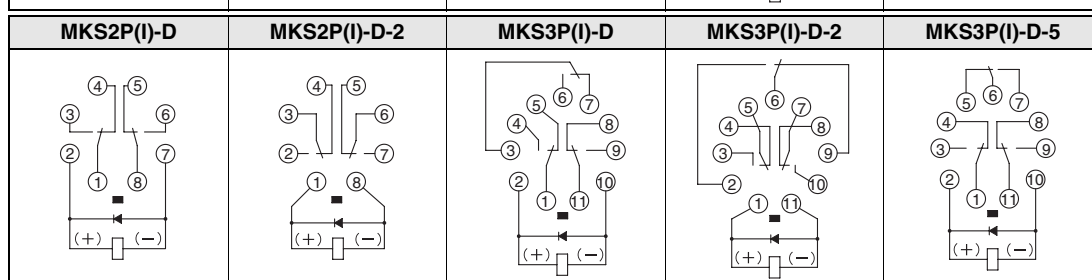 MKS2P(I)-D MKS2P(I)-D-2 MKS3P(I)-D MKS3P(I)-D-2 MKS3P(I)-D-5
4 5 3 6 2 7 1 8 (+) (−)
4 5 3 6 2 7 1 8 (+) (−)
6 7 5 4 8 3 9 2 10 1 11 (+) (−)
6 5 7 4 8 3 9 2 10 1 11 (+) (−)
5 6 7 4 8 3 9 2 10 1 11 (+) (−)